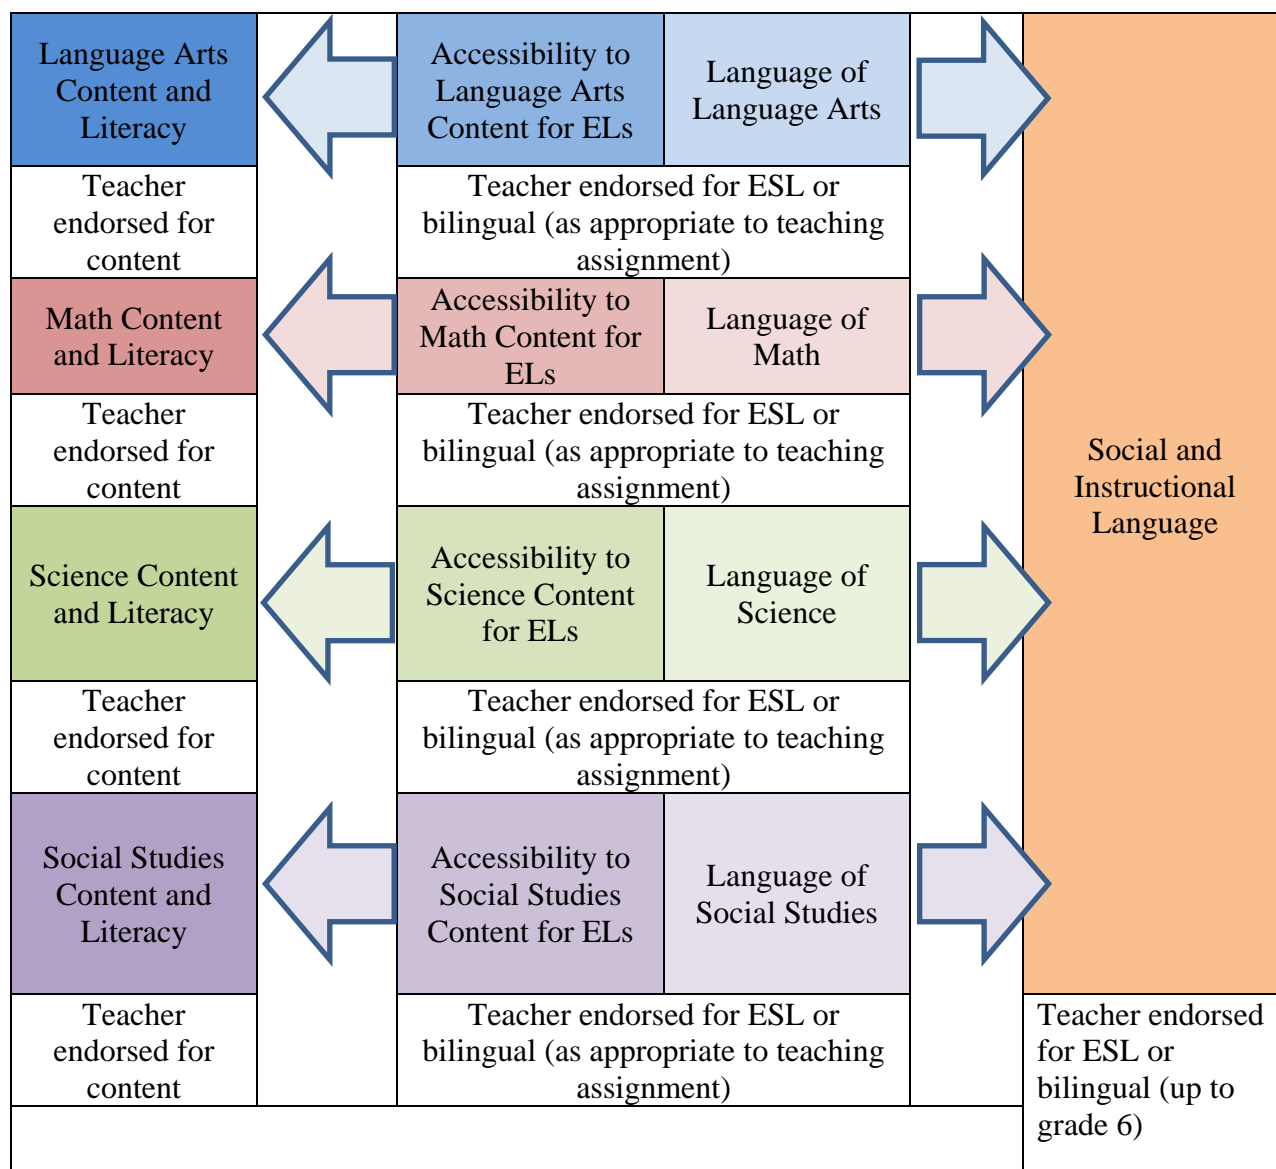 Language Arts
Content and
Literacy
Accessibility to
Language Arts
Content for ELs
Language of
Language Arts
Teacher
endorsed for
content
Teacher endorsed for ESL or
bilingual (as appropriate to teaching
assignment)
Math Content
and Literacy
Accessibility to
Math Content for
ELs
Language of
Math
Teacher
endorsed for
content
Teacher endorsed for ESL or
bilingual (as appropriate to teaching
assignment)
Social and
Instructional
Language
Science Content
and Literacy
Accessibility to
Science Content
for ELs
Language of
Science
Teacher
endorsed for
content
Teacher endorsed for ESL or
bilingual (as appropriate to teaching
assignment)
Social Studies
Content and
Literacy
Accessibility to
Social Studies
Content for ELs
Language of
Social Studies
Teacher
endorsed for
content
Teacher endorsed for ESL or
bilingual (as appropriate to teaching
assignment)
Teacher endorsed
for ESL or
bilingual (up to
grade 6)